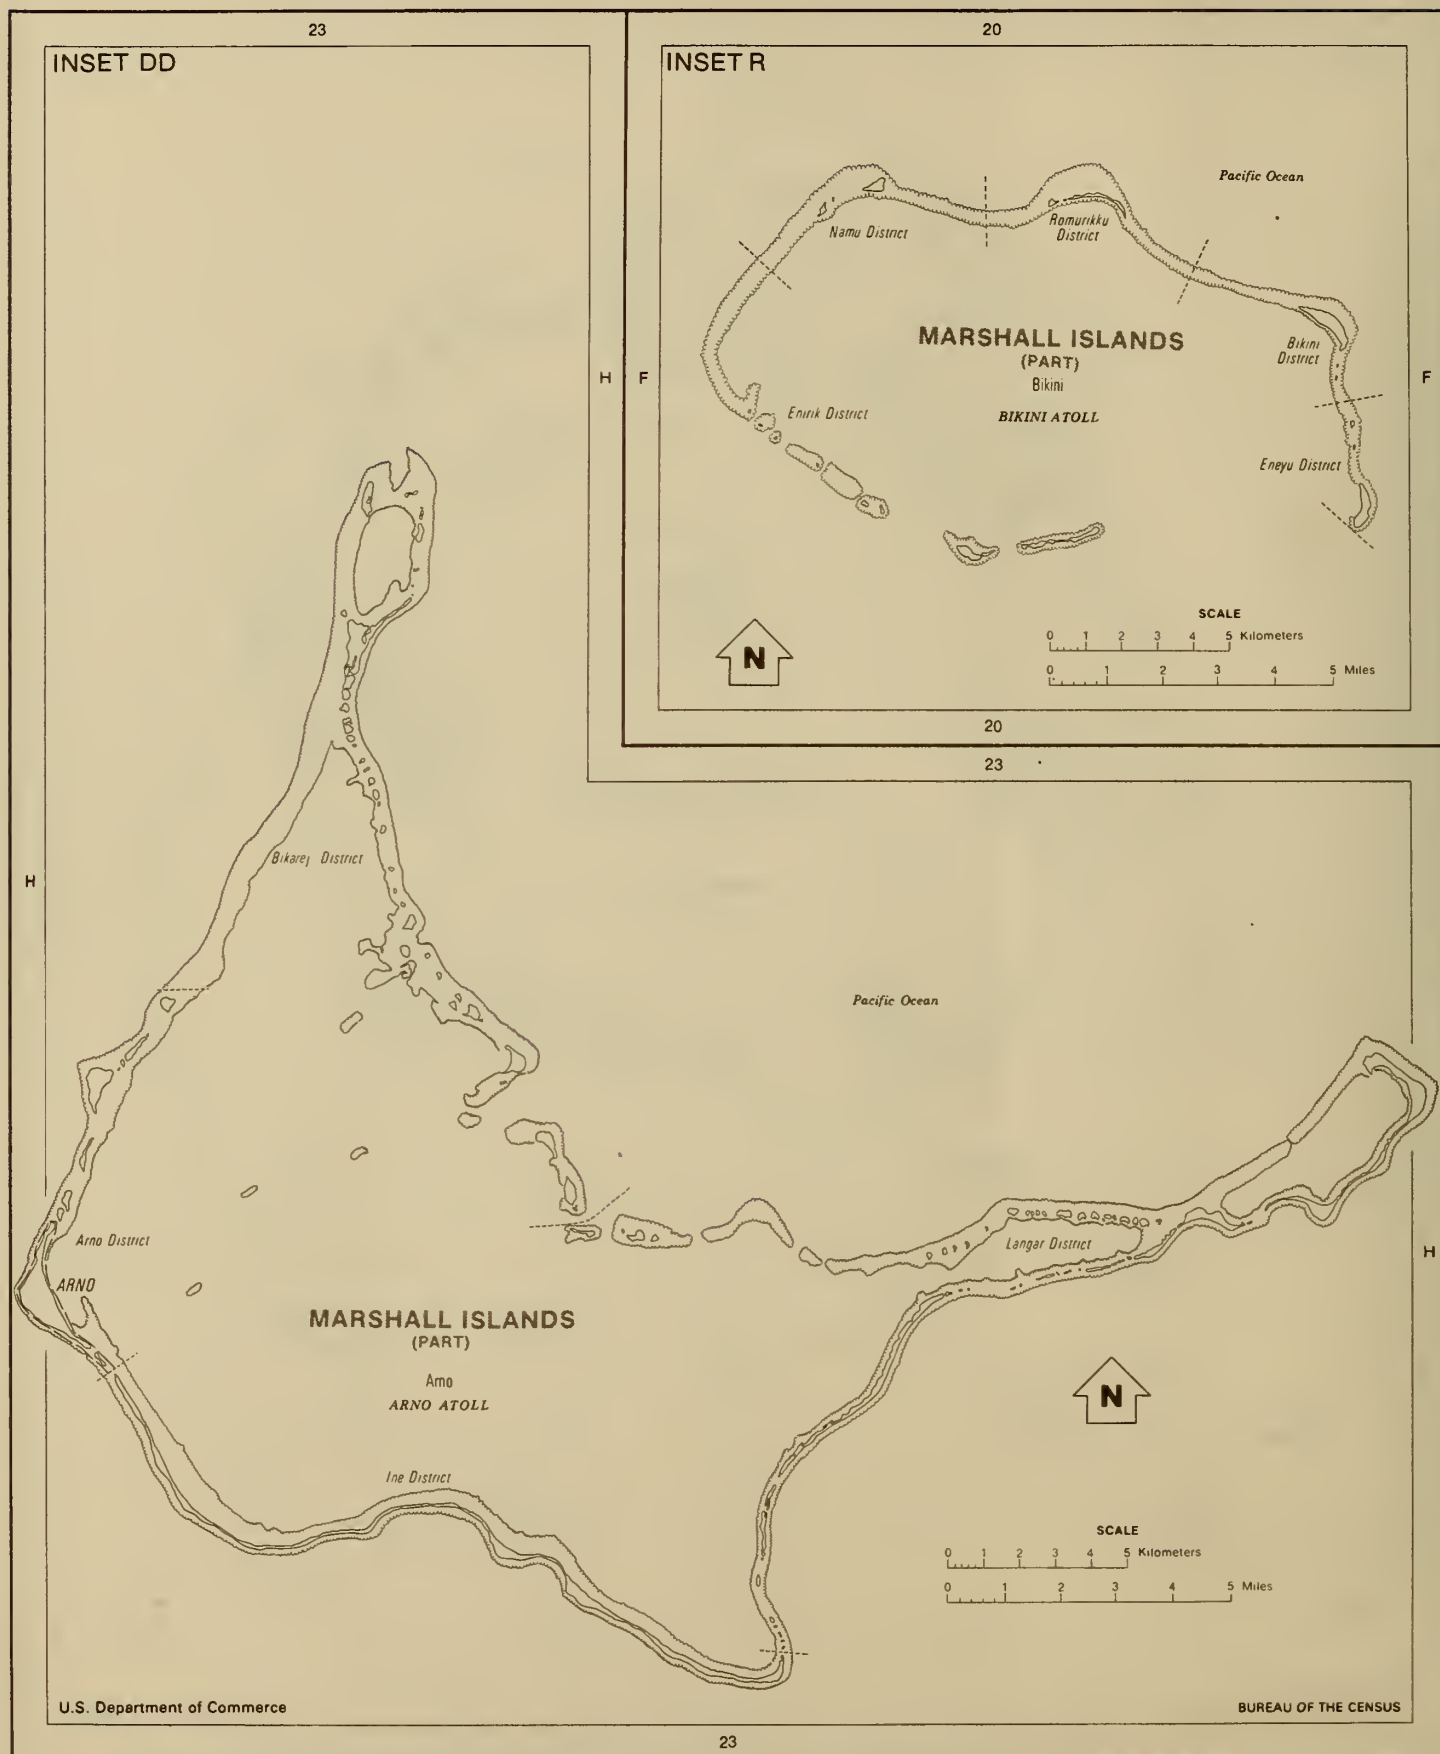 23
INSET DD
H
Bikarej District
H
Arno District
ARNO
MARSHALL ISLANDS
(PART)
Arno
ARNO ATOLL
Ine District
Pacific Ocean
Langar District
H
N
SCALE
0 1 2 3 4 5 Kilometers
0 1 2 3 4 5 Miles
U.S. Department of Commerce
BUREAU OF THE CENSUS
23
23
20
INSET R
Pacific Ocean
Namu District
Romurikku
District
MARSHALL ISLANDS
(PART)
Bikini
BIKINI ATOLL
Bikini
District
F
F
Enirik District
Eneyu District
N
SCALE
0 1 2 3 4 5 Kilometers
0 1 2 3 4 5 Miles
20